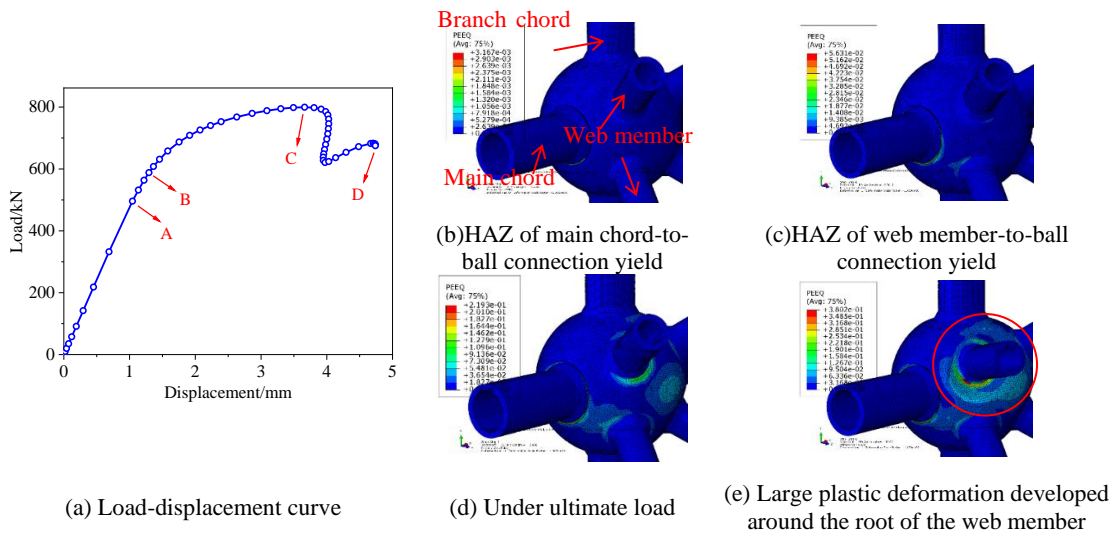 800
600
400
200
0
Load/kN
0
1
2
3
4
5
Displacement/mm
A
B
C
D
(a) Load-displacement curve
Branch chord
Web member
Main chord
PEEQ
(Avg: 75%)
+3.167e-03
+2.903e-03
+2.639e-03
+2.375e-03
+2.111e-03
+1.848e-03
+1.584e-03
+1.320e-03
+1.056e-03
+7.918e-04
+5.279e-04
(b)HAZ of main chord-to-
ball connection yield
PEEQ
(Avg: 75%)
+5.631e-02
+5.162e-02
+4.692e-02
+4.223e-02
+3.754e-02
+3.285e-02
+2.815e-02
+2.346e-02
+1.877e-02
+1.408e-02
(c)HAZ of web member-to-ball
connection yield
PEEQ
(Avg: 75%)
+2.193e-01
+2.010e-01
+1.827e-01
+1.644e-01
+1.462e-01
+1.279e-01
+1.096e-01
+9.136e-02
+7.309e-02
+5.481e-02
+3.654e-02
(d) Under ultimate load
PEEQ
(Avg: 75%)
+3.802e-01
+3.485e-01
+3.168e-01
+2.851e-01
+2.534e-01
+2.218e-01
+1.901e-01
+1.584e-01
+1.267e-01
+9.504e-02
+6.336e-02
(e) Large plastic deformation developed
around the root of the web member